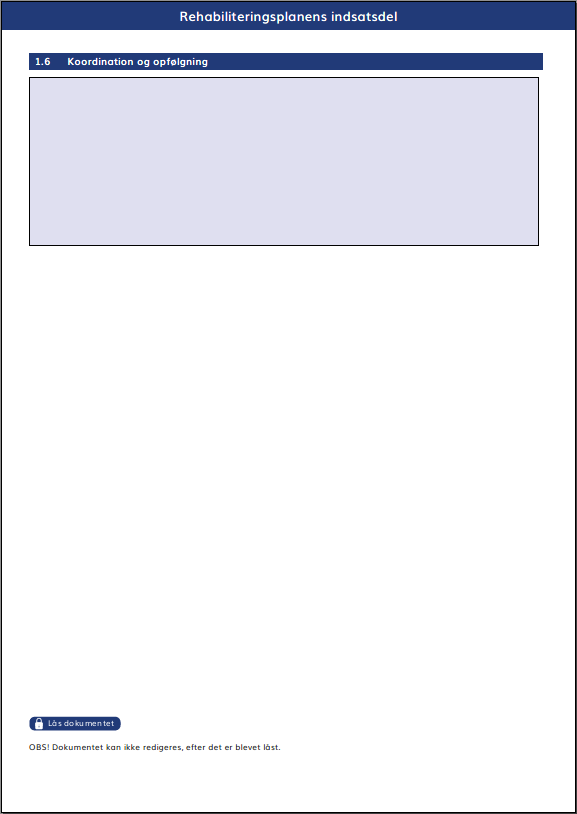 Rehabiliteringsplanens indsatsdel
1.6 Koordination og opfølgning
Lås dokumentet
OBS! Dokumentet kan ikke redigeres, efter det er blevet låst.